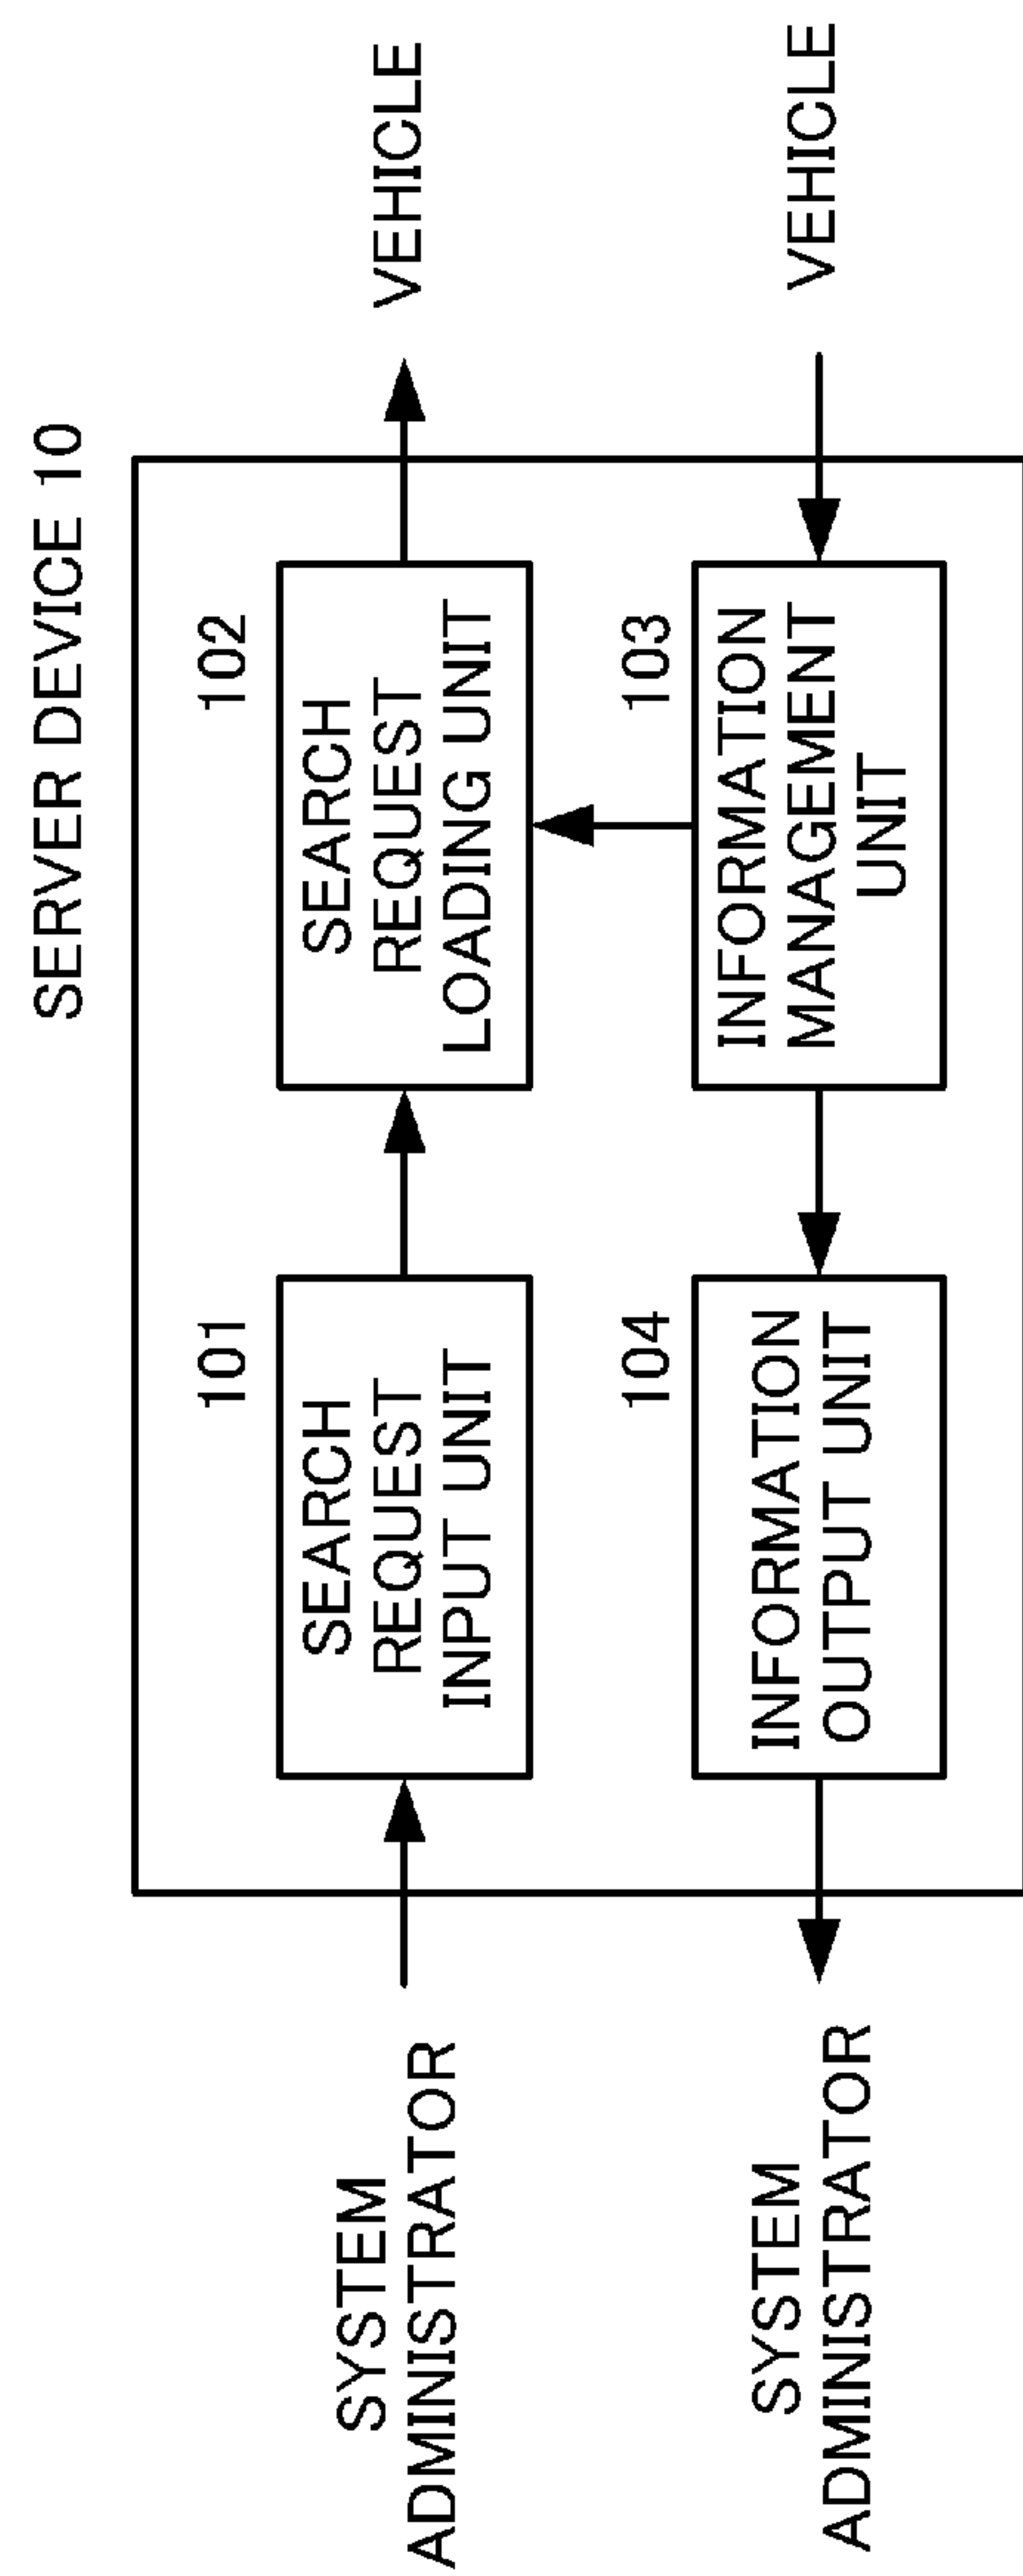 SERVER DEVICE 10
SYSTEM
ADMINISTRATOR
101
SEARCH
REQUEST
INPUT UNIT
102
SEARCH
REQUEST
LOADING UNIT
VEHICLE
SYSTEM
ADMINISTRATOR
104
INFORMATION
OUTPUT UNIT
103
INFORMATION
MANAGEMENT
UNIT
VEHICLE